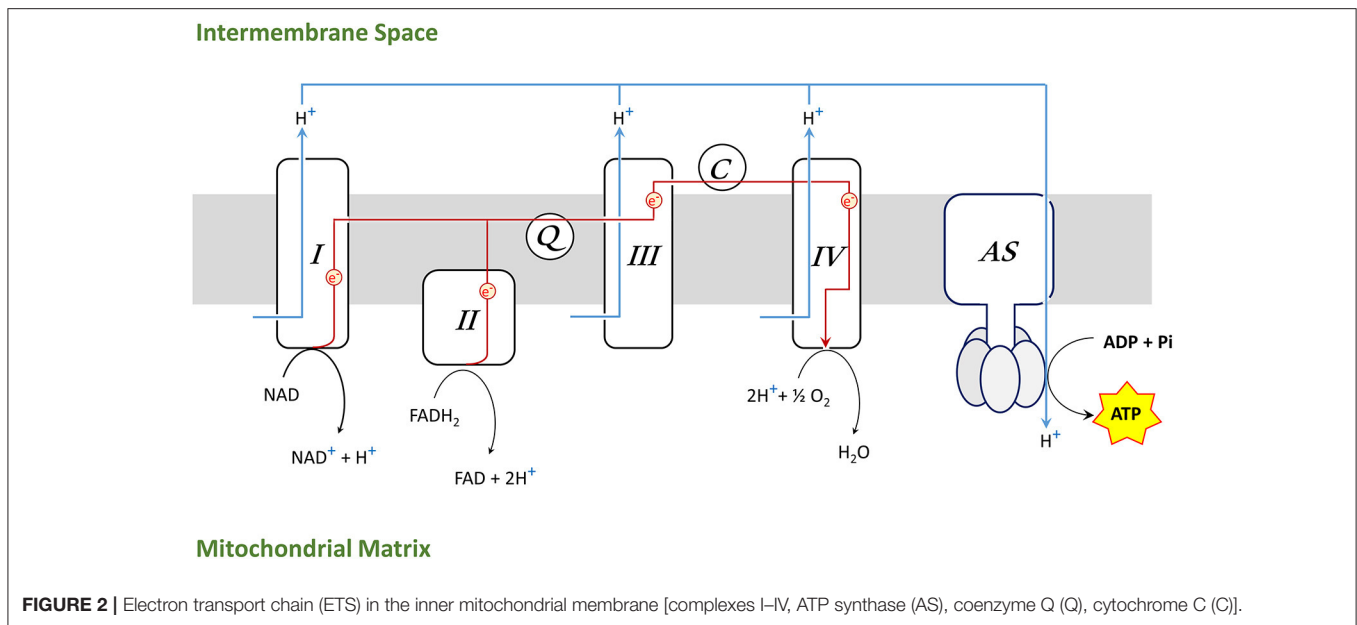 Intermembrane Space
H+
H+
H+
C
e-
e-
Q
I
III
IV
AS
e-
e-
II
ADP + Pi
NAD
2H+ + ½ O2
FADH2
ATP
H+
NAD+ + H+
H2O
FAD + 2H+
Mitochondrial Matrix
FIGURE 2 | Electron transport chain (ETS) in the inner mitochondrial membrane [complexes I–IV, ATP synthase (AS), coenzyme Q (Q), cytochrome C (C)].